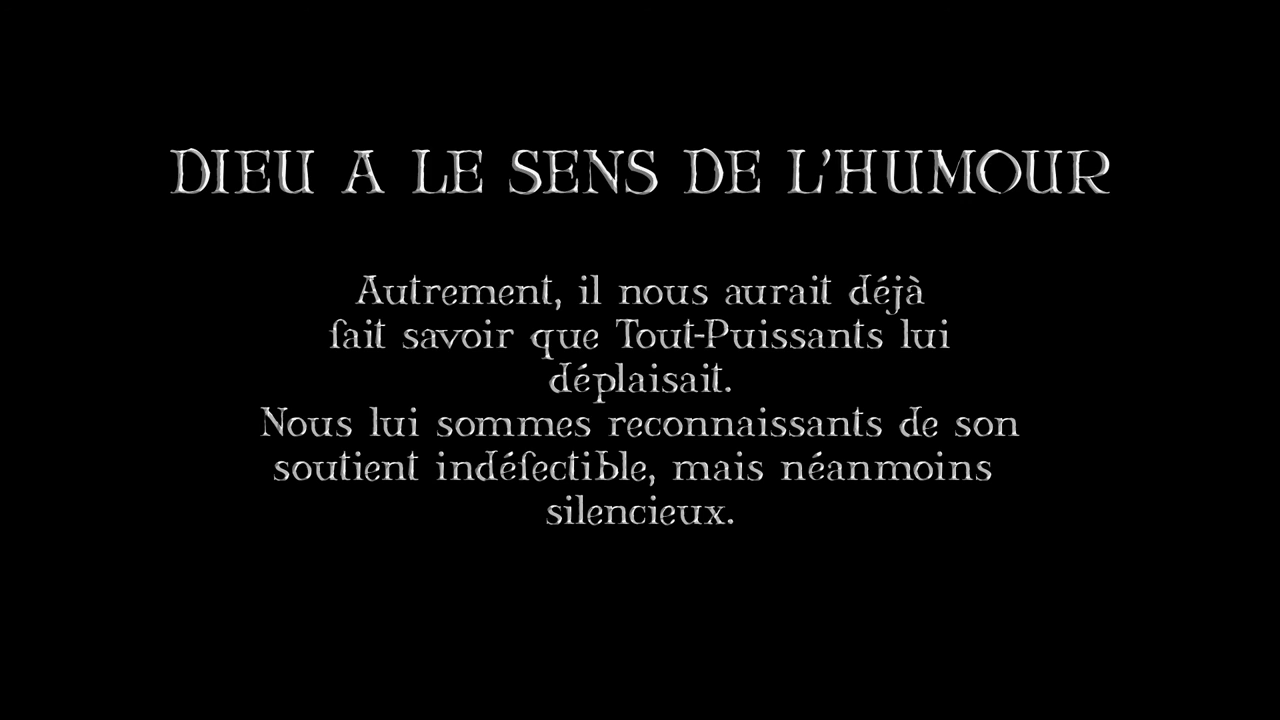 DIEU A LE SENS DE L'HUMOUR
Autrement, il nous aurait déjà
fait savoir que Tout-Puissants lui
déplaisait.
Nous lui sommes reconnaissants de son
soutient indéfectible, mais néanmoins
silencieux.